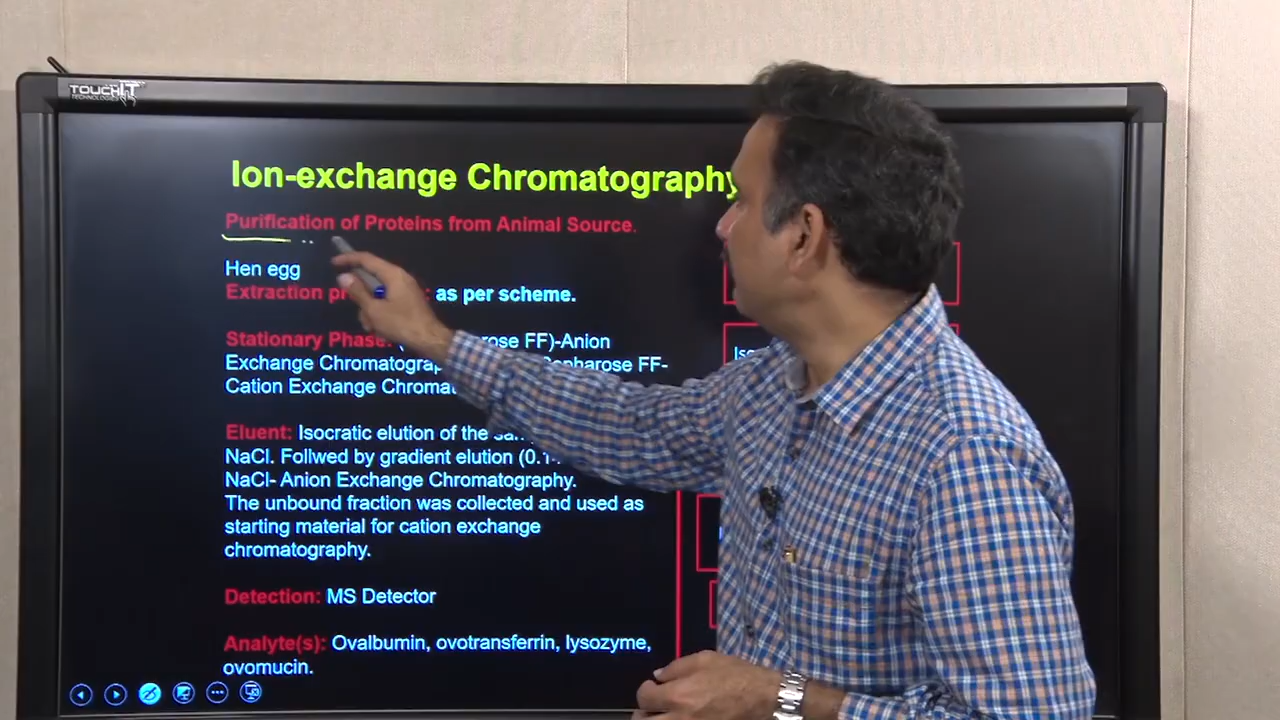 TOUCHIT
TECHNOLOGIES
Ion-exchange Chromatography
Purification of Proteins from Animal Source.
Hen egg
Extraction : as per scheme.
Stationary Phase: FF)-Anion
Exchange Sepharose FF-
Cation Exchange
Eluent: Isocratic elution of the
NaCl. Follwed by gradient elution
NaCl- Anion Exchange Chromatography.
The unbound fraction was collected and used as
starting material for cation exchange
chromatography.
Detection: MS Detector
Analyte(s): Ovalbumin, ovotransferrin, lysozyme,
ovomucin.